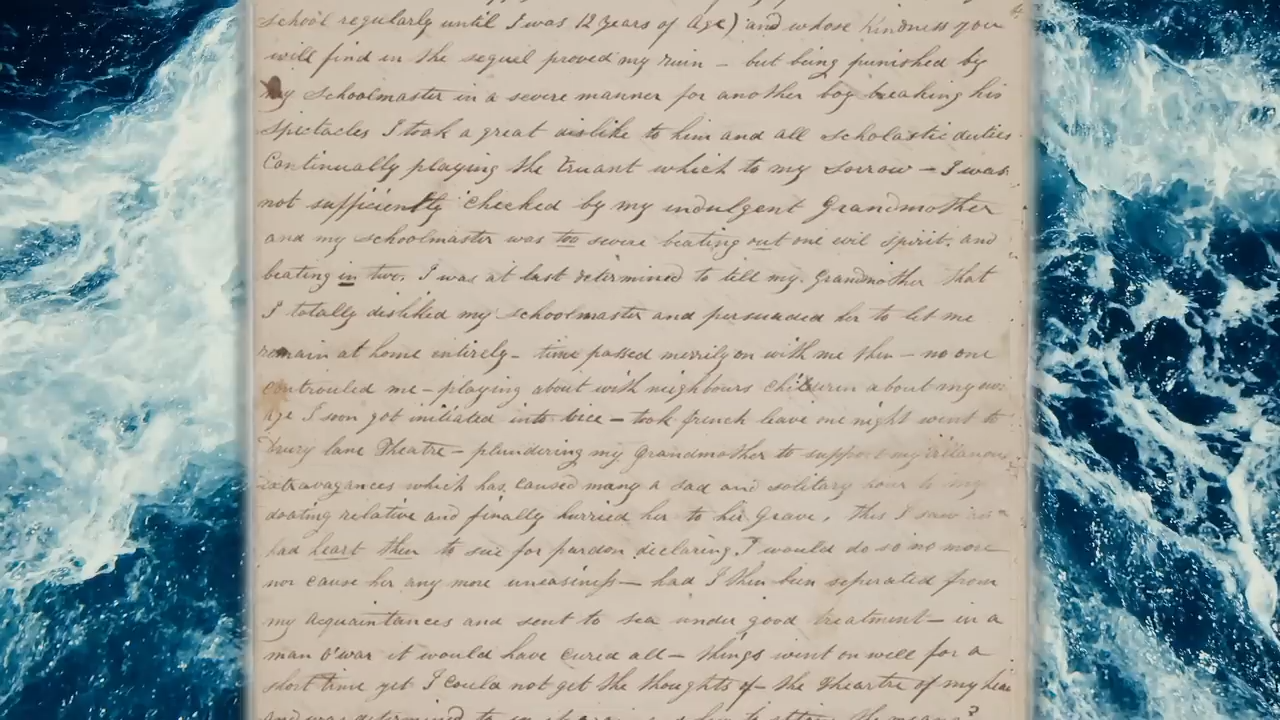 school regularly until I was 12 years of age) and whose kindness you
will find in the sequel proved my ruin – but being punished by
my schoolmaster in a severe manner for another boy breaking his
spectacles I took a great dislike to him and all scholastic duties
Continually playing the truant which to my sorrow – I was
not sufficiently checked by my indulgent Grandmother
and my schoolmaster was too severe beating out one evil spirit, and
beating in two. I was at last determined to tell my Grandmother that
I totally disliked my schoolmaster and persuaded her to let me
remain at home entirely – time passed merrily on with me then – no one
controuled me – playing about with neighbours children about my own
age I soon got initiated into vice – took french leave one night went to
Drury lane Theatre – plundering my Grandmother to support my
extravagances which has caused many a sad and solitary hour to my
doating relative and finally hurried her to her Grave, this I saw
had heart then to sue for pardon declaring I would do so no more
nor cause her any more uneasiness – had I then been seperated from
my acquaintances and sent to sea under good treatment – in a
man o'war it would have cured all – things went on well for a
short time yet I could not get the thoughts of – the Theartre of my head
and was determined to